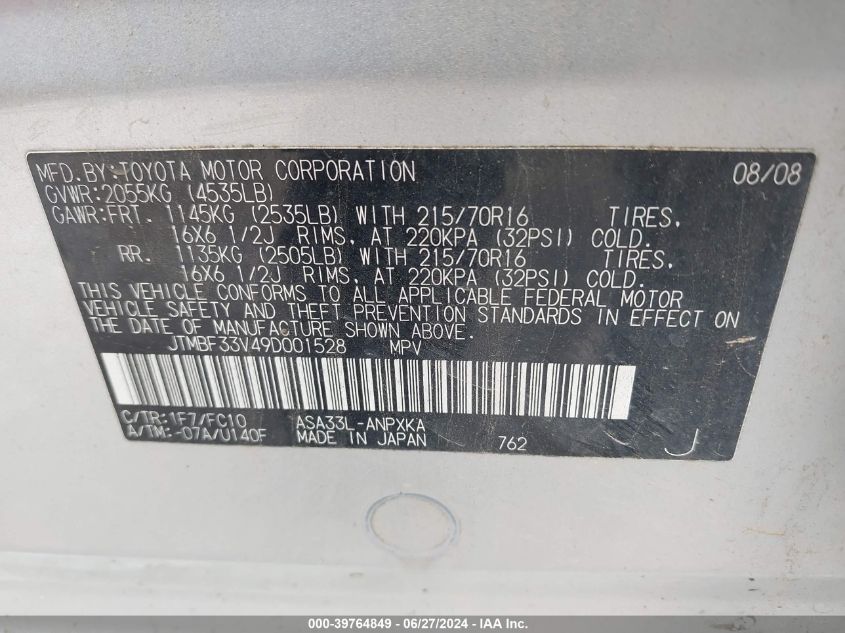 MFD.BY:TOYOTA MOTOR CORPORATION 08/08
GVWR:2055KG (4535LB)
GAWR:FRT. 1145KG (2535LB) WITH 215/70R16 TIRES,
16X6 1/2J RIMS, AT 220KPA (32PSI) COLD.
RR. 1135KG (2505LB) WITH 215/70R16 TIRES,
16X6 1/2J RIMS, AT 220KPA (32PSI) COLD.
THIS VEHICLE CONFORMS TO ALL APPLICABLE FEDERAL MOTOR
VEHICLE SAFETY AND THEFT PREVENTION STANDARDS IN EFFECT ON
THE DATE OF MANUFACTURE SHOWN ABOVE.
JTMBF33V49D001528 MPV
C/TR:1F7/FC10 ASA33L-ANPXKA
A/TM:-07A/U140F MADE IN JAPAN 762 J
000-39764849 - 06/27/2024 - IAA Inc.